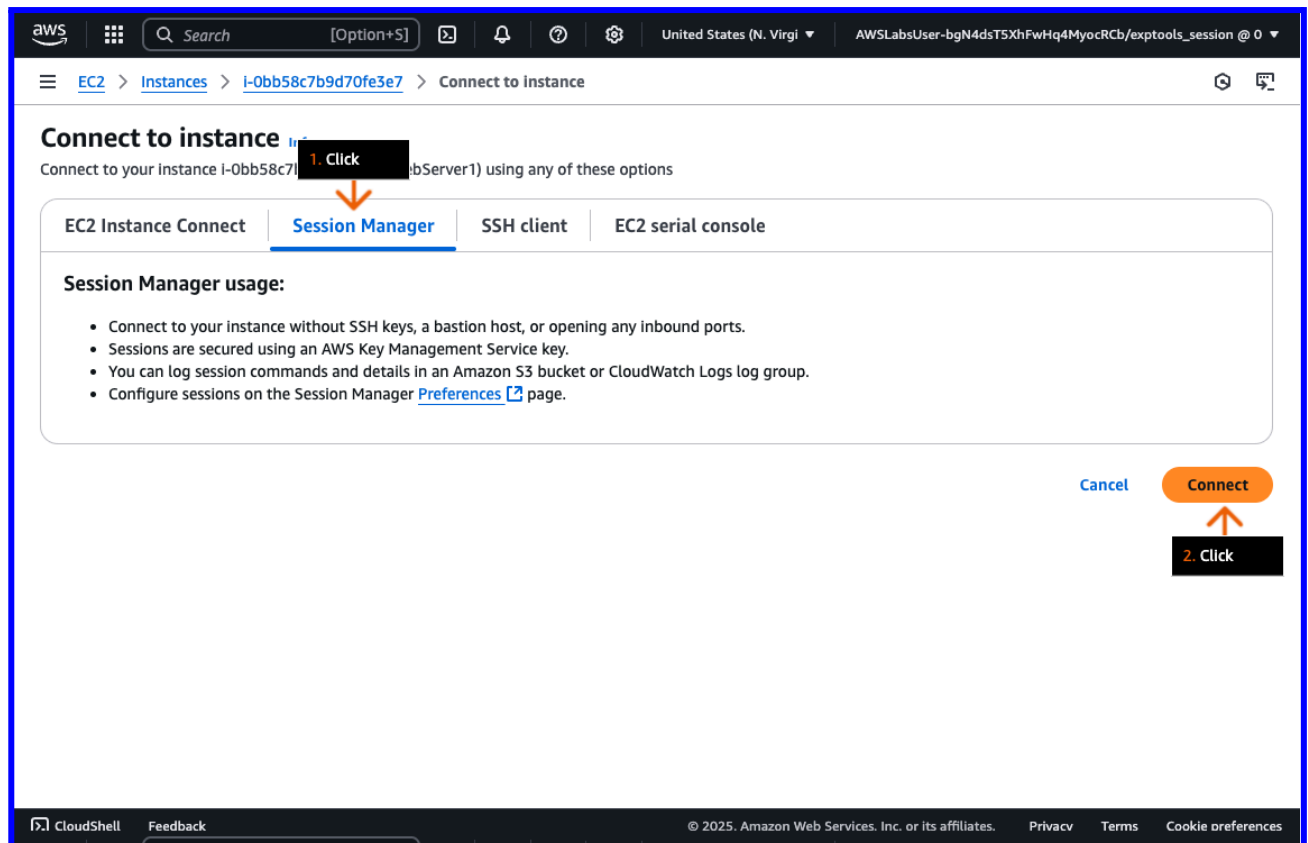 aws
Search [Option+S]
United States (N. Virgi
AWSLabsUser-bgN4dsT5XhFwHq4MyocRCb/exptools_session @ 0
EC2 > Instances > i-0bb58c7b9d70fe3e7 > Connect to instance
Connect to instance
1. Click
Connect to your instance i-0bb58c7 bServer1) using any of these options
EC2 Instance Connect
Session Manager
SSH client
EC2 serial console
Session Manager usage:
• Connect to your instance without SSH keys, a bastion host, or opening any inbound ports.
• Sessions are secured using an AWS Key Management Service key.
• You can log session commands and details in an Amazon S3 bucket or CloudWatch Logs log group.
• Configure sessions on the Session Manager Preferences page.
Cancel
Connect
2. Click
CloudShell
Feedback
© 2025, Amazon Web Services, Inc. or its affiliates.
Privacy
Terms
Cookie preferences